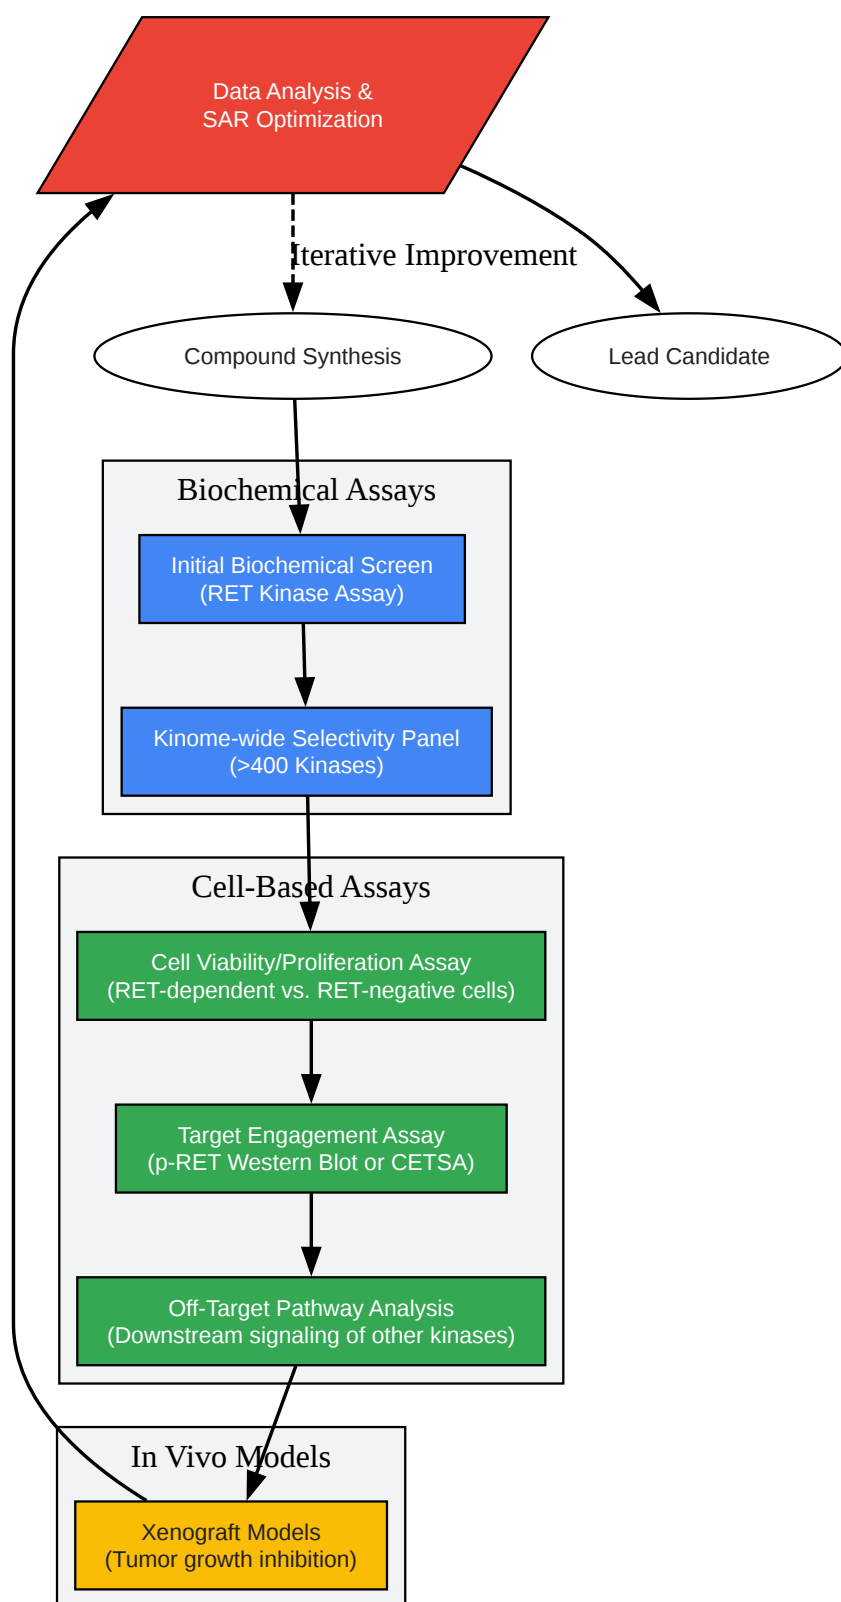 Data Analysis &
SAR Optimization
Iterative Improvement
Compound Synthesis
Lead Candidate
Biochemical Assays
Initial Biochemical Screen
(RET Kinase Assay)
Kinome-wide Selectivity Panel
(>400 Kinases)
Cell-Based Assays
Cell Viability/Proliferation Assay
(RET-dependent vs. RET-negative cells)
Target Engagement Assay
(p-RET Western Blot or CETSA)
Off-Target Pathway Analysis
(Downstream signaling of other kinases)
In Vivo Models
Xenograft Models
(Tumor growth inhibition)